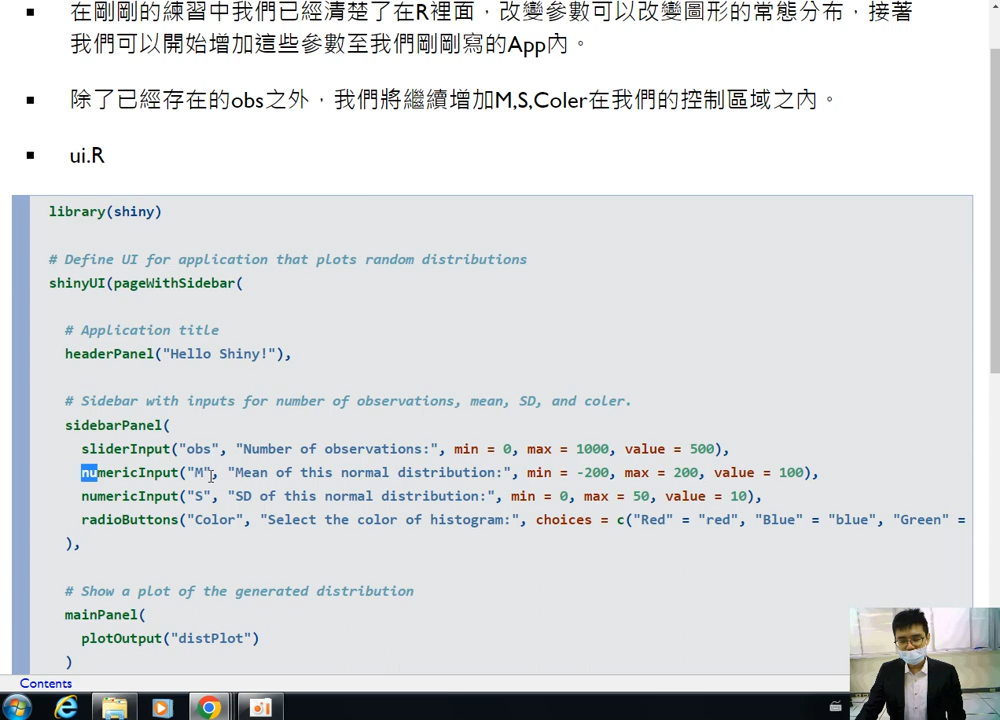 在剛剛的練習中我們已經清楚了在R裡面，改變參數可以改變圖形的常態分布，接著
我們可以開始增加這些參數至我們剛剛寫的App內。
除了已經存在的obs之外，我們將繼續增加M,S,Coler在我們的控制區域之內。
ui.R
library(shiny)
# Define UI for application that plots random distributions
shinyUI(pageWithSidebar(
# Application title
headerPanel("Hello Shiny!"),
# Sidebar with inputs for number of observations, mean, SD, and coler.
sidebarPanel(
sliderInput("obs", "Number of observations:", min = 0, max = 1000, value = 500),
numericInput("M", "Mean of this normal distribution:", min = -200, max = 200, value = 100),
numericInput("S", "SD of this normal distribution:", min = 0, max = 50, value = 10),
radioButtons("Color", "Select the color of histogram:", choices = c("Red" = "red", "Blue" = "blue", "Green" =
),
# Show a plot of the generated distribution
mainPanel(
plotOutput("distPlot")
)
Contents